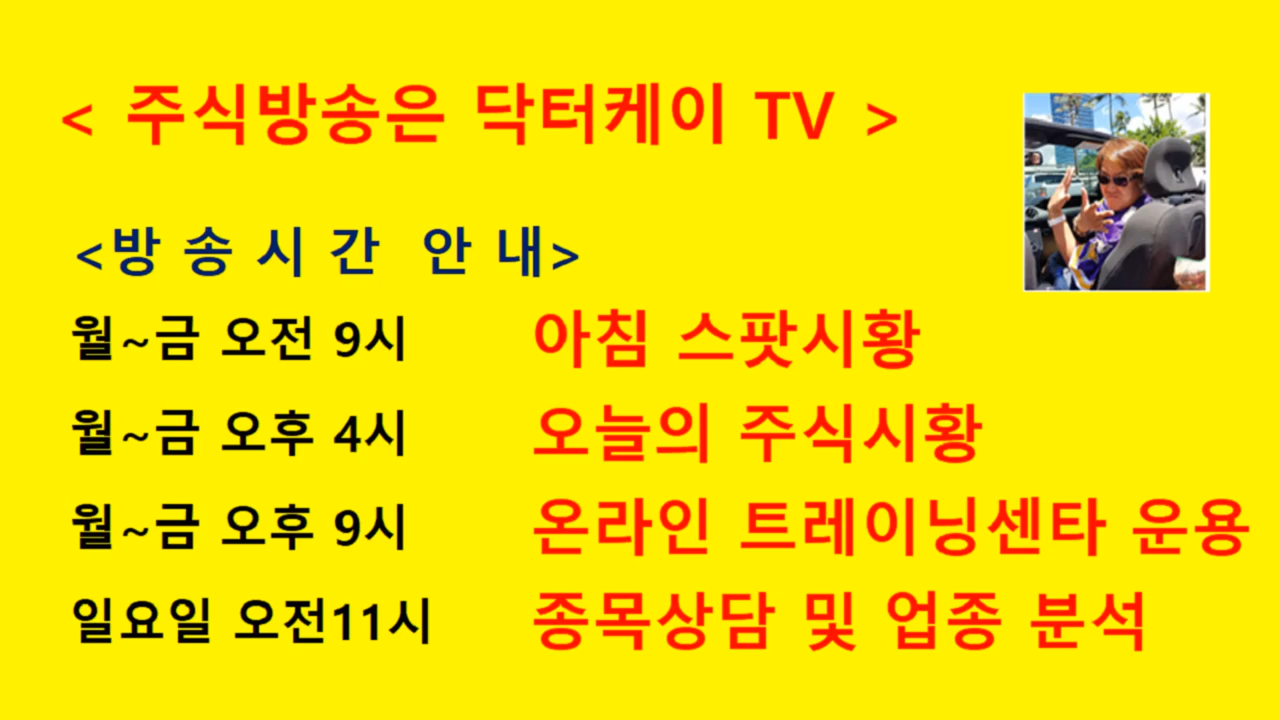 < 주식방송은 닥터케이 TV >
<방 송 시 간 안 내>
월~금 오전 9시 아침 스팟시황
월~금 오후 4시 오늘의 주식시황
월~금 오후 9시 온라인 트레이닝센타 운용
일요일 오전11시 종목상담 및 업종 분석